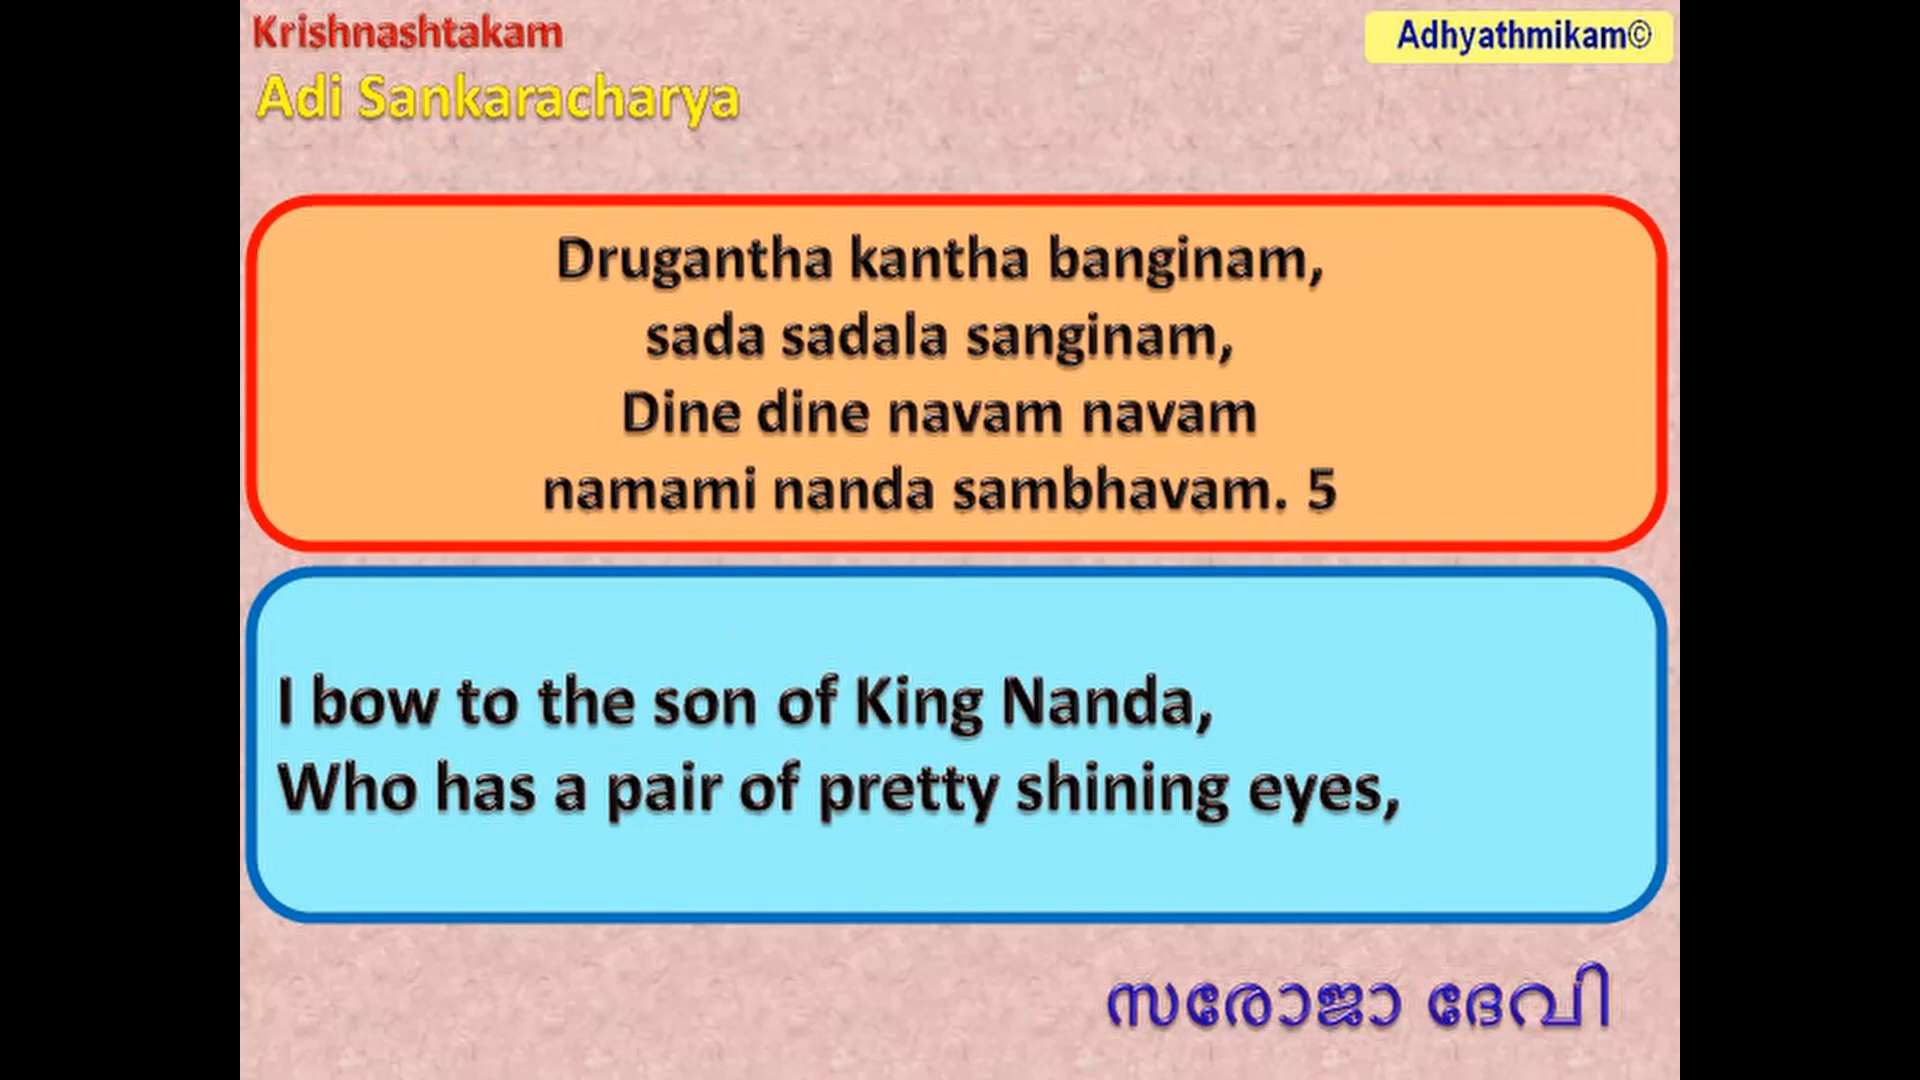 Krishnashtakam
Adhyathmikam©
Adi Sankaracharya
Drugantha kantha banginam,
sada sadala sanginam,
Dine dine navam navam
namami nanda sambhavam. 5
I bow to the son of King Nanda,
Who has a pair of pretty shining eyes,
സരോജാ ദേവി